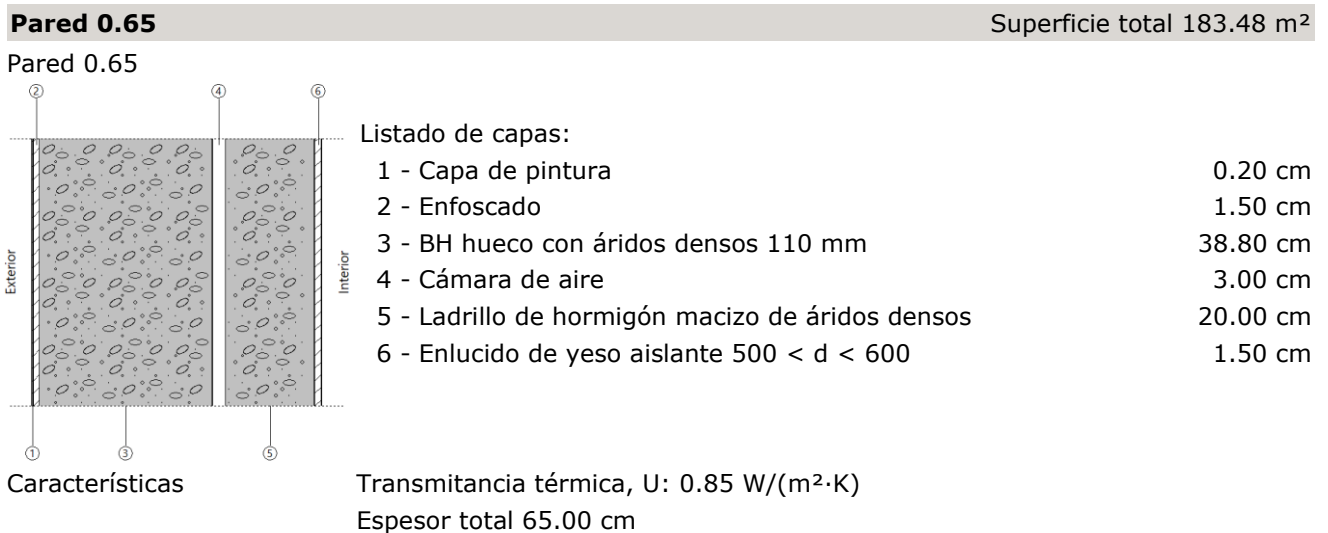 Pared 0.65 Superficie total 183.48 m²
Pared 0.65
2 4 6
Listado de capas:
1 - Capa de pintura 0.20 cm
2 - Enfoscado 1.50 cm
3 - BH hueco con áridos densos 110 mm 38.80 cm
4 - Cámara de aire 3.00 cm
5 - Ladrillo de hormigón macizo de áridos densos 20.00 cm
6 - Enlucido de yeso aislante 500 < d < 600 1.50 cm
Exterior
Interior
1 3 5
Características Transmitancia térmica, U: 0.85 W/(m²·K)
Espesor total 65.00 cm